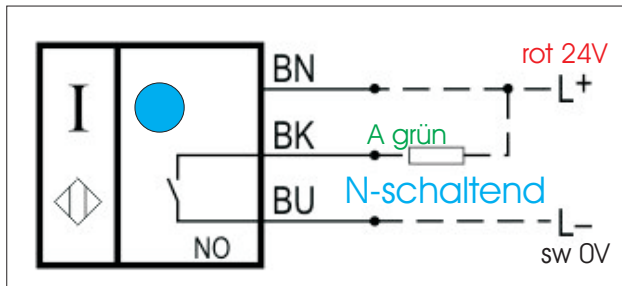 BN
rot 24V
L+
I
BK
A grün
N-schaltend
BU
L–
NO
sw 0V